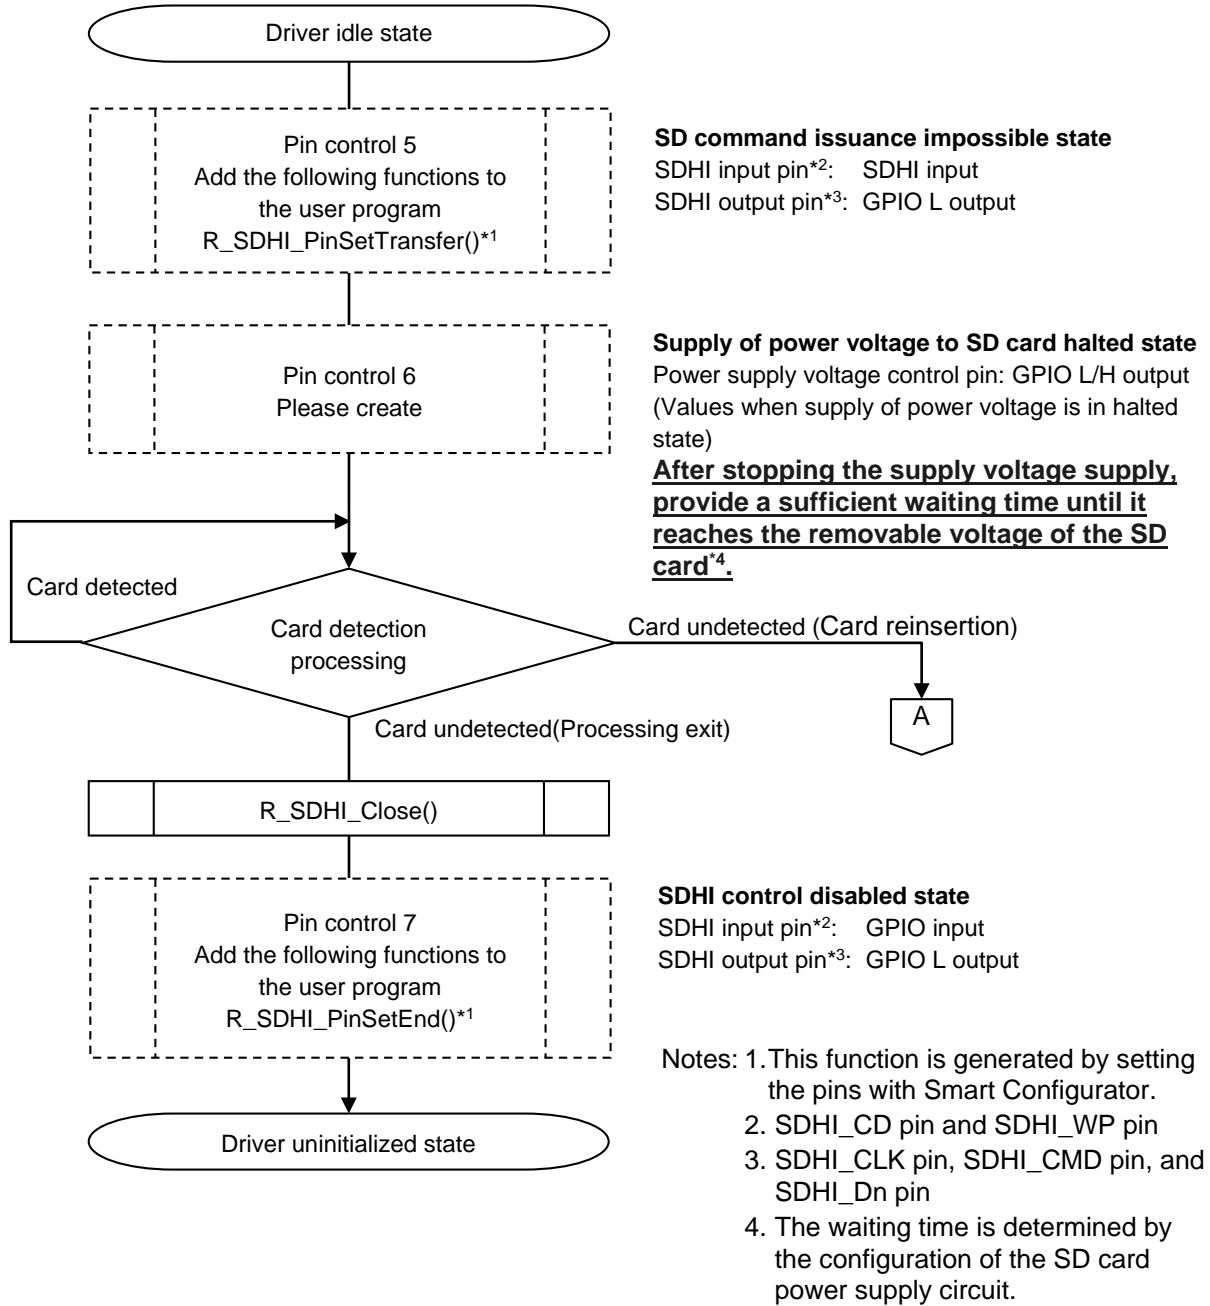 Driver idle state
Pin control 5
Add the following functions to
the user program
R_SDHI_PinSetTransfer()*1
SD command issuance impossible state
SDHI input pin*2: SDHI input
SDHI output pin*3: GPIO L output
Pin control 6
Please create
Supply of power voltage to SD card halted state
Power supply voltage control pin: GPIO L/H output
(Values when supply of power voltage is in halted
state)
After stopping the supply voltage supply,
provide a sufficient waiting time until it
reaches the removable voltage of the SD
card*4.
Card detected
Card detection
processing
Card undetected (Card reinsertion)
A
Card undetected(Processing exit)
R_SDHI_Close()
Pin control 7
Add the following functions to
the user program
R_SDHI_PinSetEnd()*1
SDHI control disabled state
SDHI input pin*2: GPIO input
SDHI output pin*3: GPIO L output
Driver uninitialized state
Notes: 1.This function is generated by setting
the pins with Smart Configurator.
2. SDHI_CD pin and SDHI_WP pin
3. SDHI_CLK pin, SDHI_CMD pin, and
SDHI_Dn pin
4. The waiting time is determined by
the configuration of the SD card
power supply circuit.